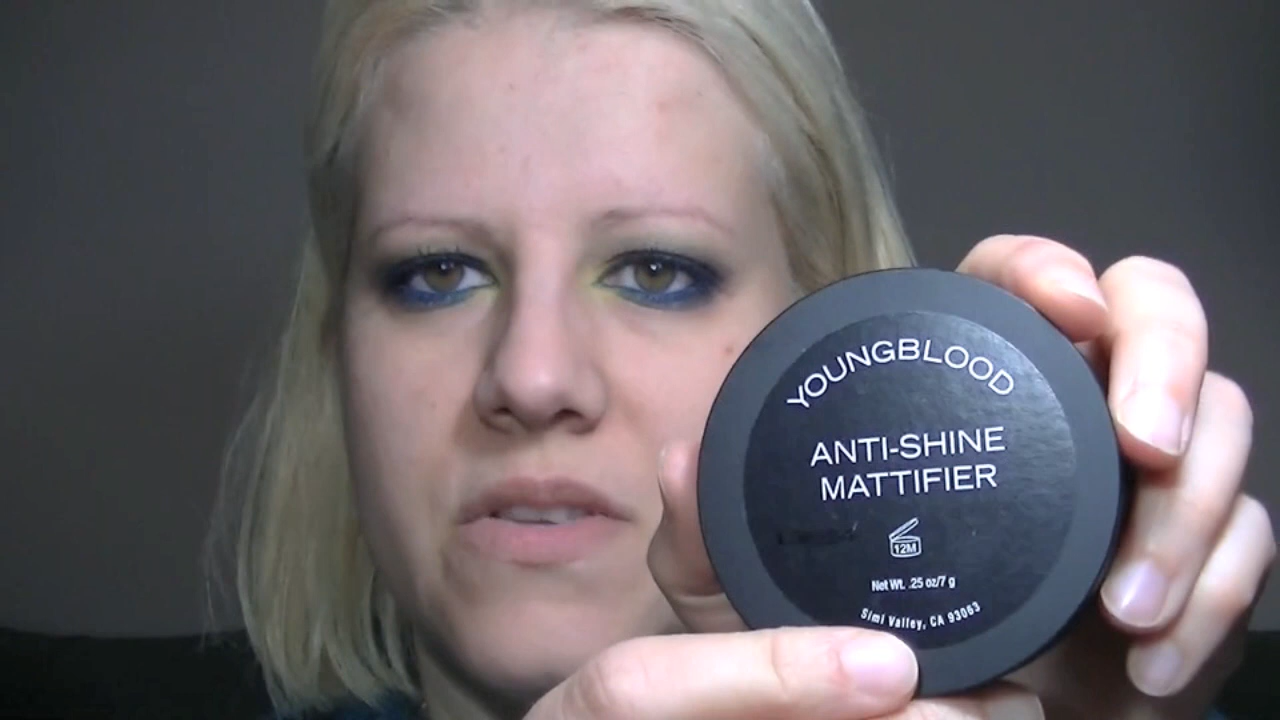 YOUNGBLOOD
ANTI-SHINE
MATTIFIER
12M
Net Wt. .25 oz/7 g
Simi Valley, CA 93063